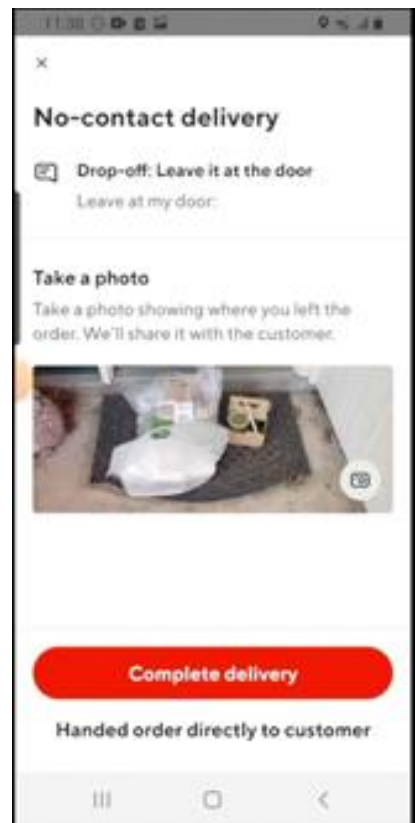 11:38
No-contact delivery
Drop-off: Leave it at the door
Leave at my door:
Take a photo
Take a photo showing where you left the
order. We'll share it with the customer.
Complete delivery
Handed order directly to customer